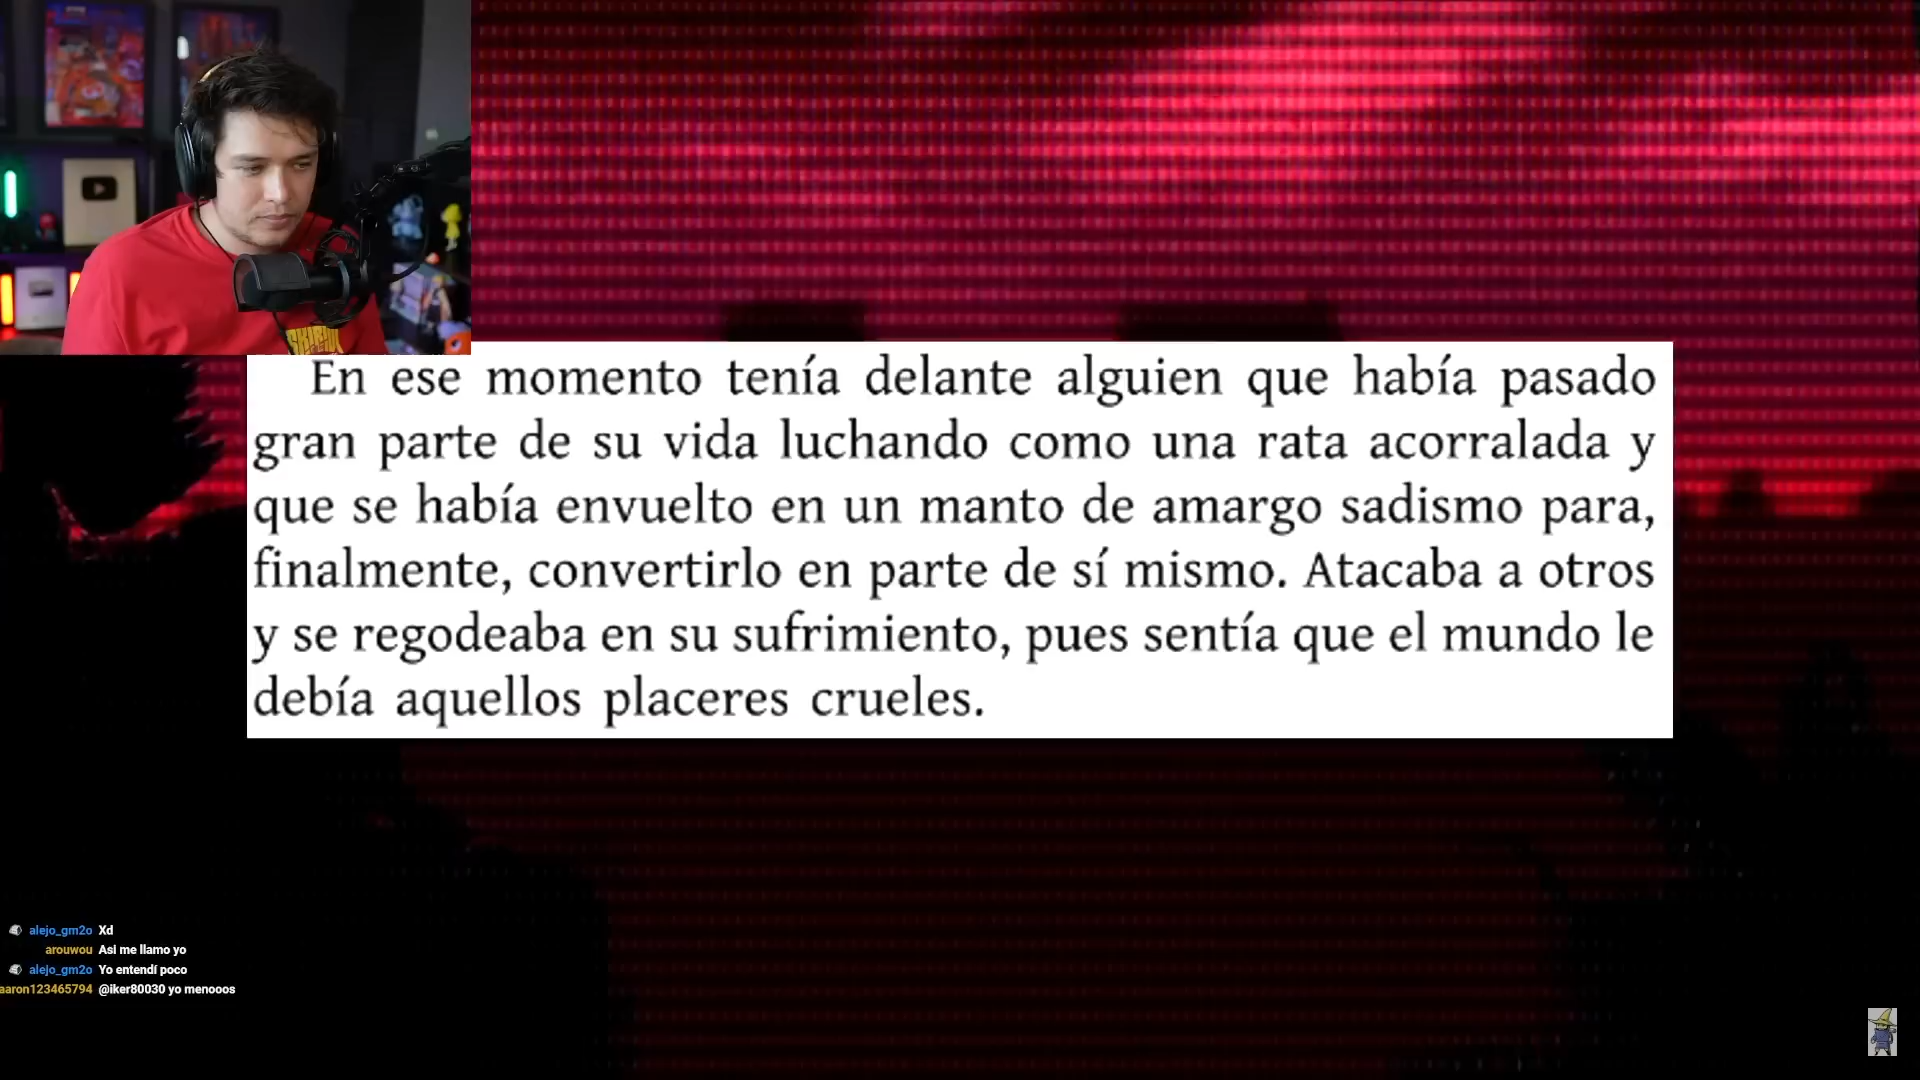 En ese momento tenía delante alguien que había pasado
gran parte de su vida luchando como una rata acorralada y
que se había envuelto en un manto de amargo sadismo para,
finalmente, convertirlo en parte de sí mismo. Atacaba a otros
y se regodeaba en su sufrimiento, pues sentía que el mundo le
debía aquellos placeres crueles.
alejo_gm2o Xd
arouwou Asi me llamo yo
alejo_gm2o Yo entendí poco
aaron123465794 @iker80030 yo menooos